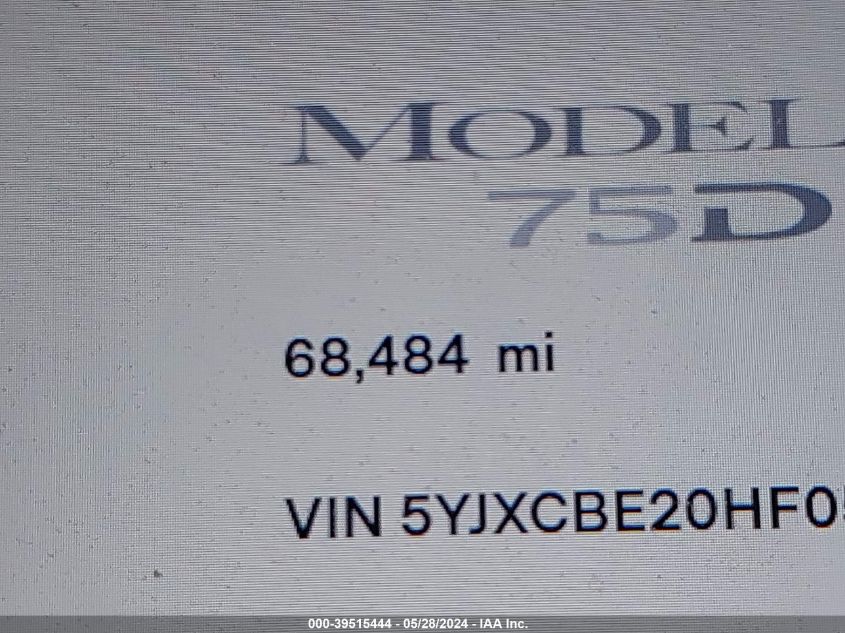 MODEL
75D
68,484 mi
VIN 5YJXCBE20HF0
000-39515444 - 05/28/2024 - IAA Inc.